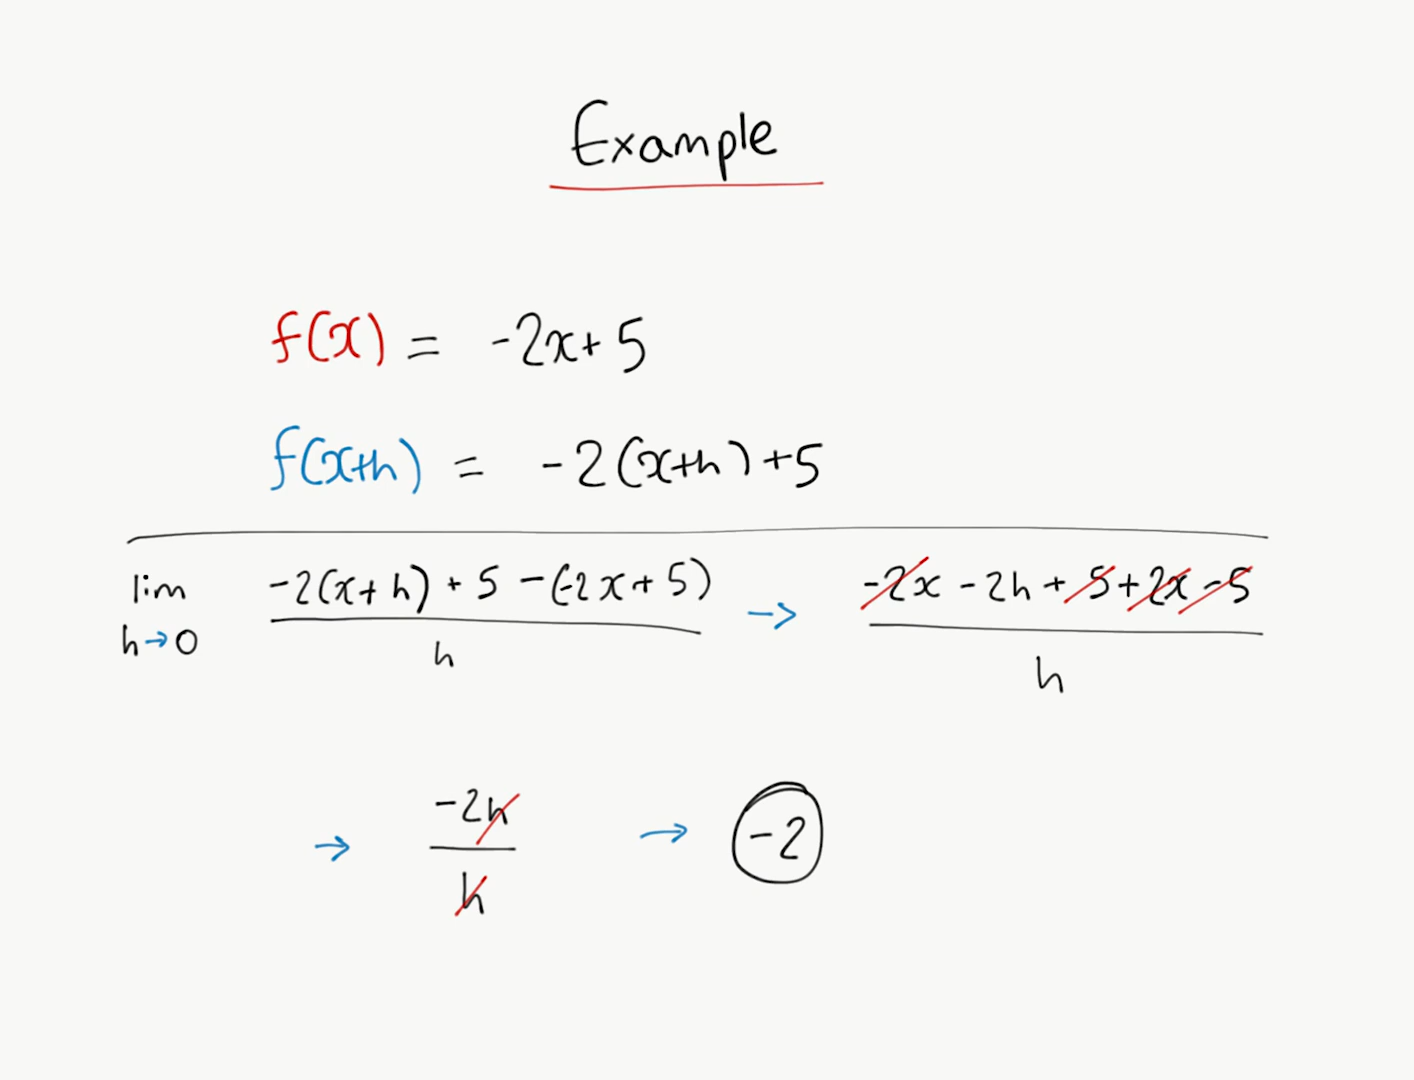 Example
f(x) = -2x+5
f(x+h) = -2(x+h)+5
lim h→0 -2(x+h)+5-(-2x+5) / h → -2x-2h+5+2x-5 / h
→ -2h / h → -2